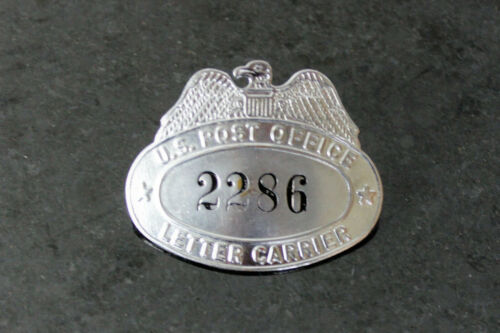 U.S. POST OFFICE
2286
LETTER CARRIER